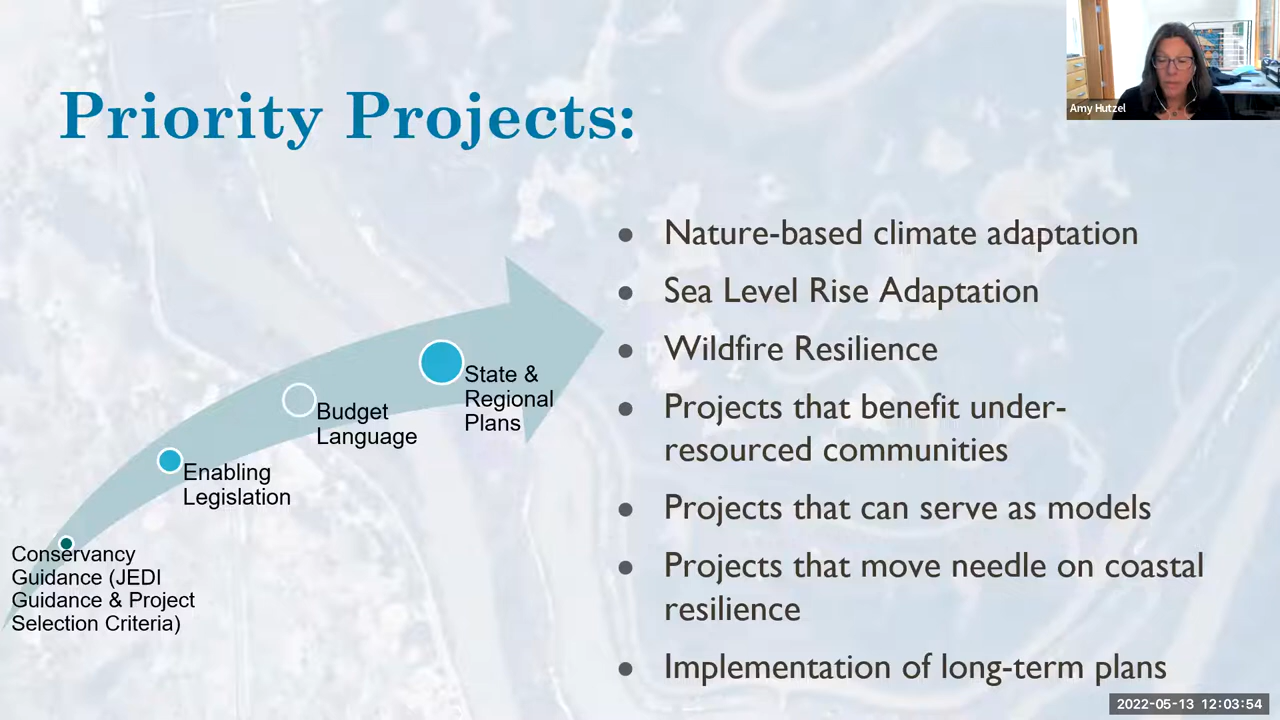 Amy Hutzel
Priority Projects:
Conservancy
Guidance (JEDI
Guidance & Project
Selection Criteria)
Enabling
Legislation
Budget
Language
State &
Regional
Plans
● Nature-based climate adaptation
● Sea Level Rise Adaptation
● Wildfire Resilience
● Projects that benefit under-
resourced communities
● Projects that can serve as models
● Projects that move needle on coastal
resilience
● Implementation of long-term plans
2022-05-13 12:03:54